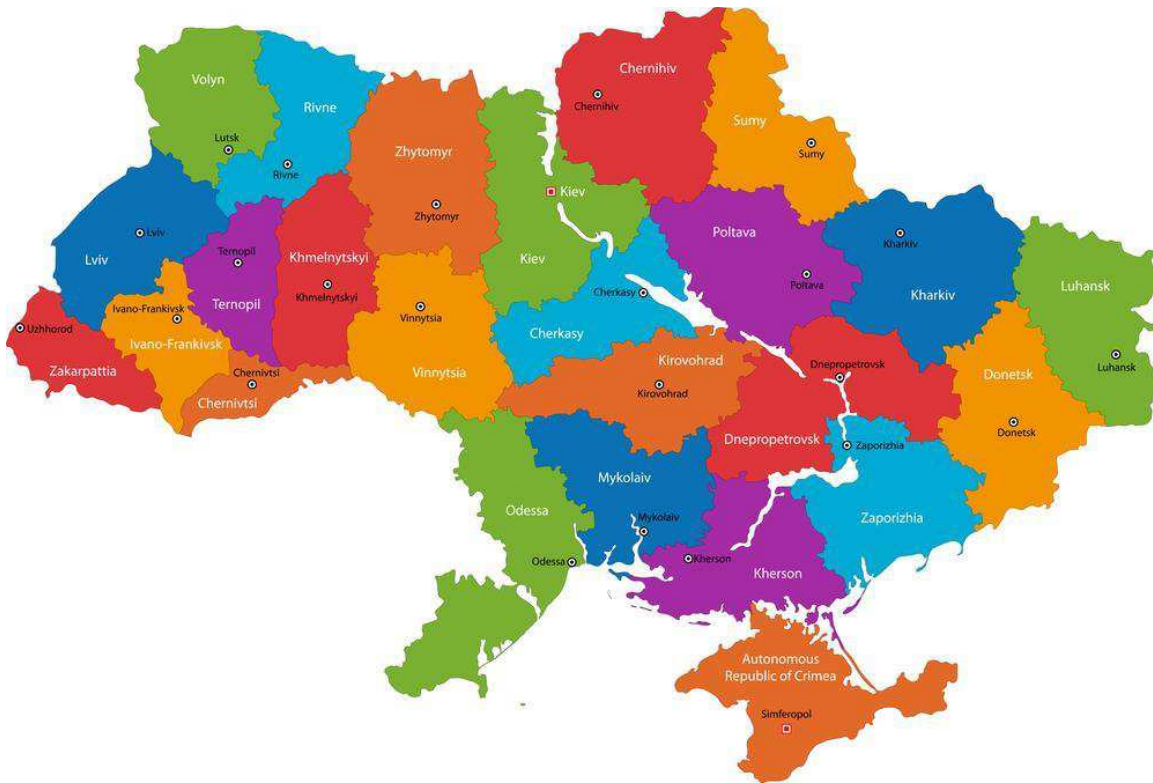 Volyn
Lutsk
Rivne
Rivne
Zhytomyr
Zhytomyr
Kiev
Kiev
Chernihiv
Chernihiv
Sumy
Sumy
Lviv
Lviv
Ternopil
Ternopil
Khmelnytskyi
Khmelnytskyi
Vinnytsia
Vinnytsia
Cherkasy
Cherkasy
Poltava
Poltava
Kharkiv
Kharkiv
Luhansk
Luhansk
Uzhhorod
Zakarpattia
Ivano-Frankivsk
Ivano-Frankivsk
Chernivtsi
Chernivtsi
Kirovohrad
Kirovohrad
Dnepropetrovsk
Dnepropetrovsk
Donetsk
Donetsk
Odessa
Odessa
Mykolaiv
Mykolaiv
Zaporizhia
Zaporizhia
Kherson
Kherson
Autonomous
Republic of Crimea
Simferopol